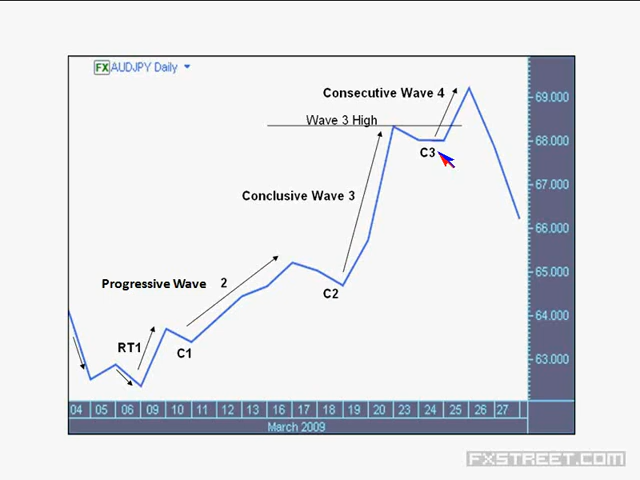 FX AUDJPY Daily
Consecutive Wave 4
69.000
Wave 3 High
68.000
C3
67.000
Conclusive Wave 3
66.000
65.000
Progressive Wave 2
C2
64.000
RT1
C1
63.000
04 05 06 09 10 11 12 13 16 17 18 19 20 23 24 25 26 27
March 2009
FXSTREET.COM